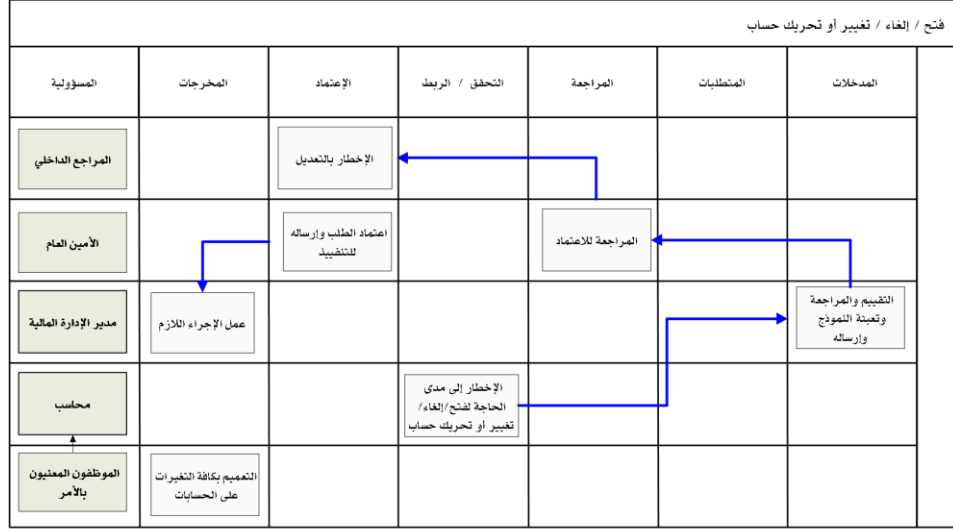 فتح / إلغاء / تغيير أو تحريك حساب
المدخلات
المتطلبات
المراجعة
التحقق / الربط
الإعتماد
المخرجات
المسؤولية
الإخطار بالتعديل
المراجع الداخلي
المراجعة للاعتماد
اعتماد الطلب وإرساله
للتنفييذ
الأمين العام
التقييم والمراجعة
وتعبئة النموذج
وإرساله
عمل الإجراء اللازم
مدير الإدارة المالية
الإخطار إلى مدى
الحاجة لفتح/إلغاء/
تغيير أو تحريك حساب
محاسب
التعميم بكافة التغيرات
على الحسابات
الموظفون المعنيون
بالأمر